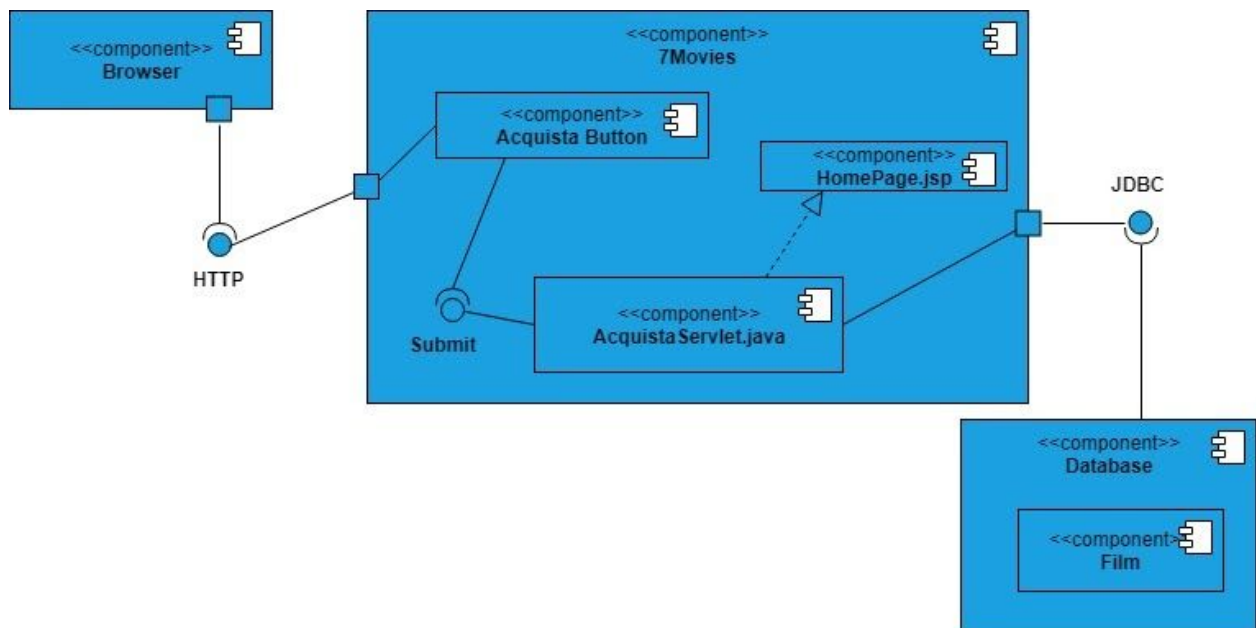 <<component>>
Browser
<<component>>
7Movies
<<component>>
Acquista Button
<<component>>
HomePage.jsp
JDBC
HTTP
<<component>>
AcquistaServlet.java
Submit
<<component>>
Database
<<component>
Film